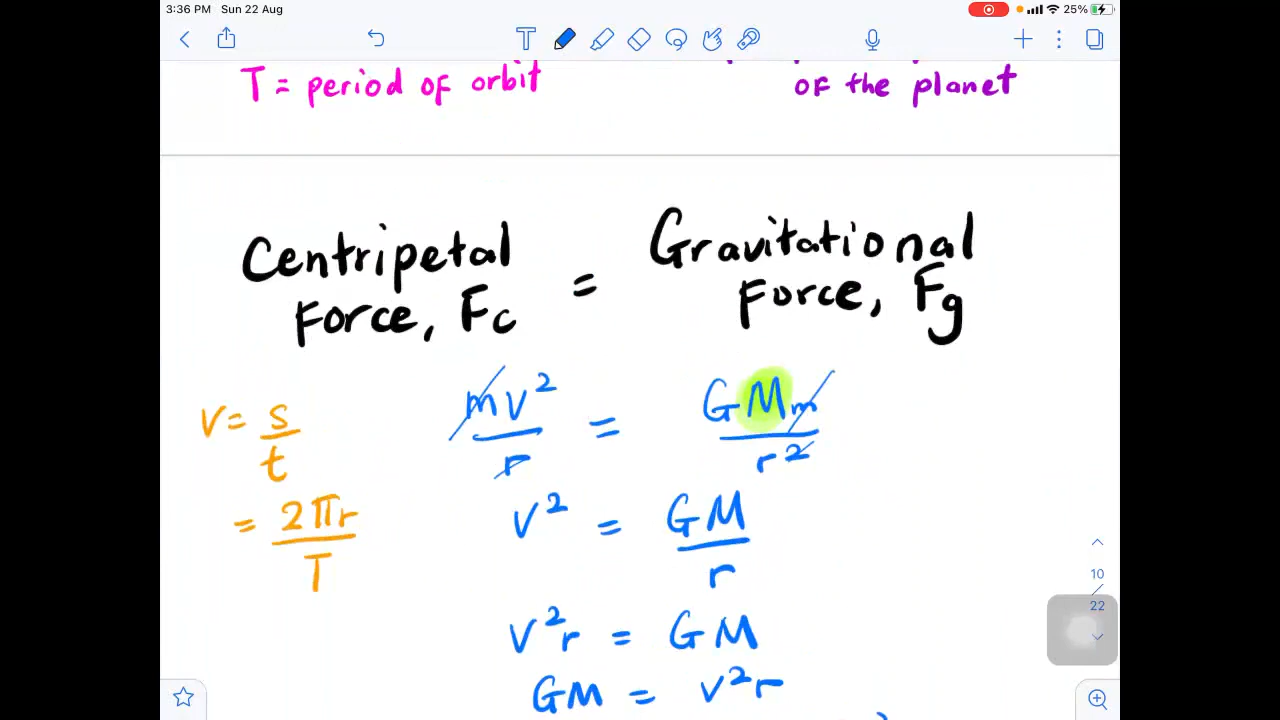 3:36 PM Sun 22 Aug 25%
T = period of orbit
of the planet
Centripetal Force, Fc = Gravitational Force, Fg
mv²/r = GMm/r²
v = s/t
= 2πr/T
v² = GM/r
v²r = GM
GM = v²r
10/22